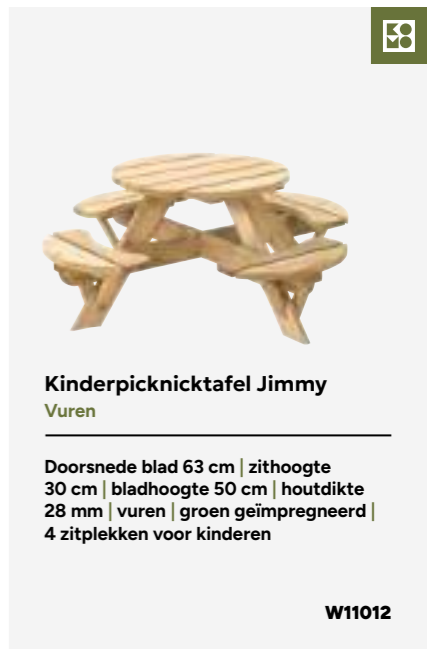 KOMO
Kinderpicknicktafel Jimmy
Vuren
Doorsnede blad 63 cm | zithoogte
30 cm | bladhoogte 50 cm | houtdikte
28 mm | vuren | groen geïmpregneerd |
4 zitplekken voor kinderen
W11012